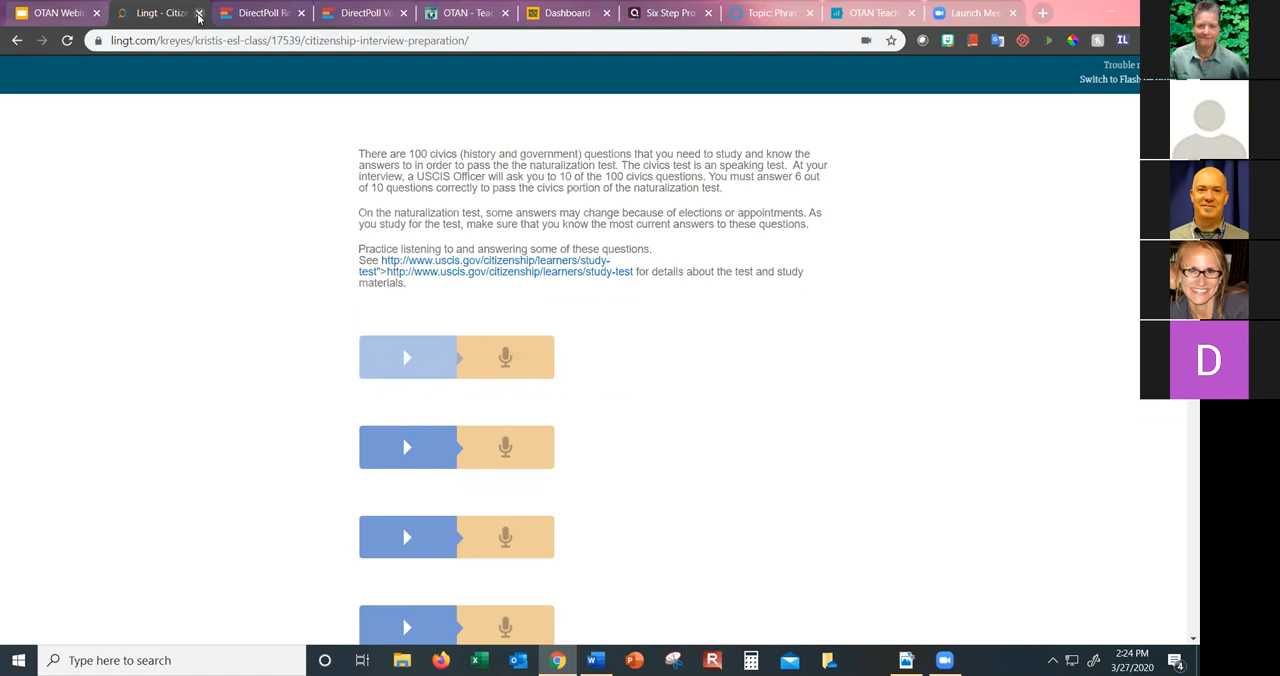 OTAN Webin
Lingt - Citiz
DirectPoll R
DirectPoll Vo
OTAN - Teac
Dashboard
Six Step Pro
Topic: Phras
OTAN Teach
Launch Mee
lingt.com/kreyes/kristis-esl-class/17539/citizenship-interview-preparation/
IL
Trouble r
Switch to Flash
There are 100 civics (history and government) questions that you need to study and know the
answers to in order to pass the the naturalization test. The civics test is an speaking test. At your
interview, a USCIS Officer will ask you to 10 of the 100 civics questions. You must answer 6 out
of 10 questions correctly to pass the civics portion of the naturalization test.
On the naturalization test, some answers may change because of elections or appointments. As
you study for the test, make sure that you know the most current answers to these questions.
Practice listening to and answering some of these questions.
See http://www.uscis.gov/citizenship/learners/study-
test">http://www.uscis.gov/citizenship/learners/study-test for details about the test and study
materials.
D
Type here to search
2:24 PM
3/27/2020
4